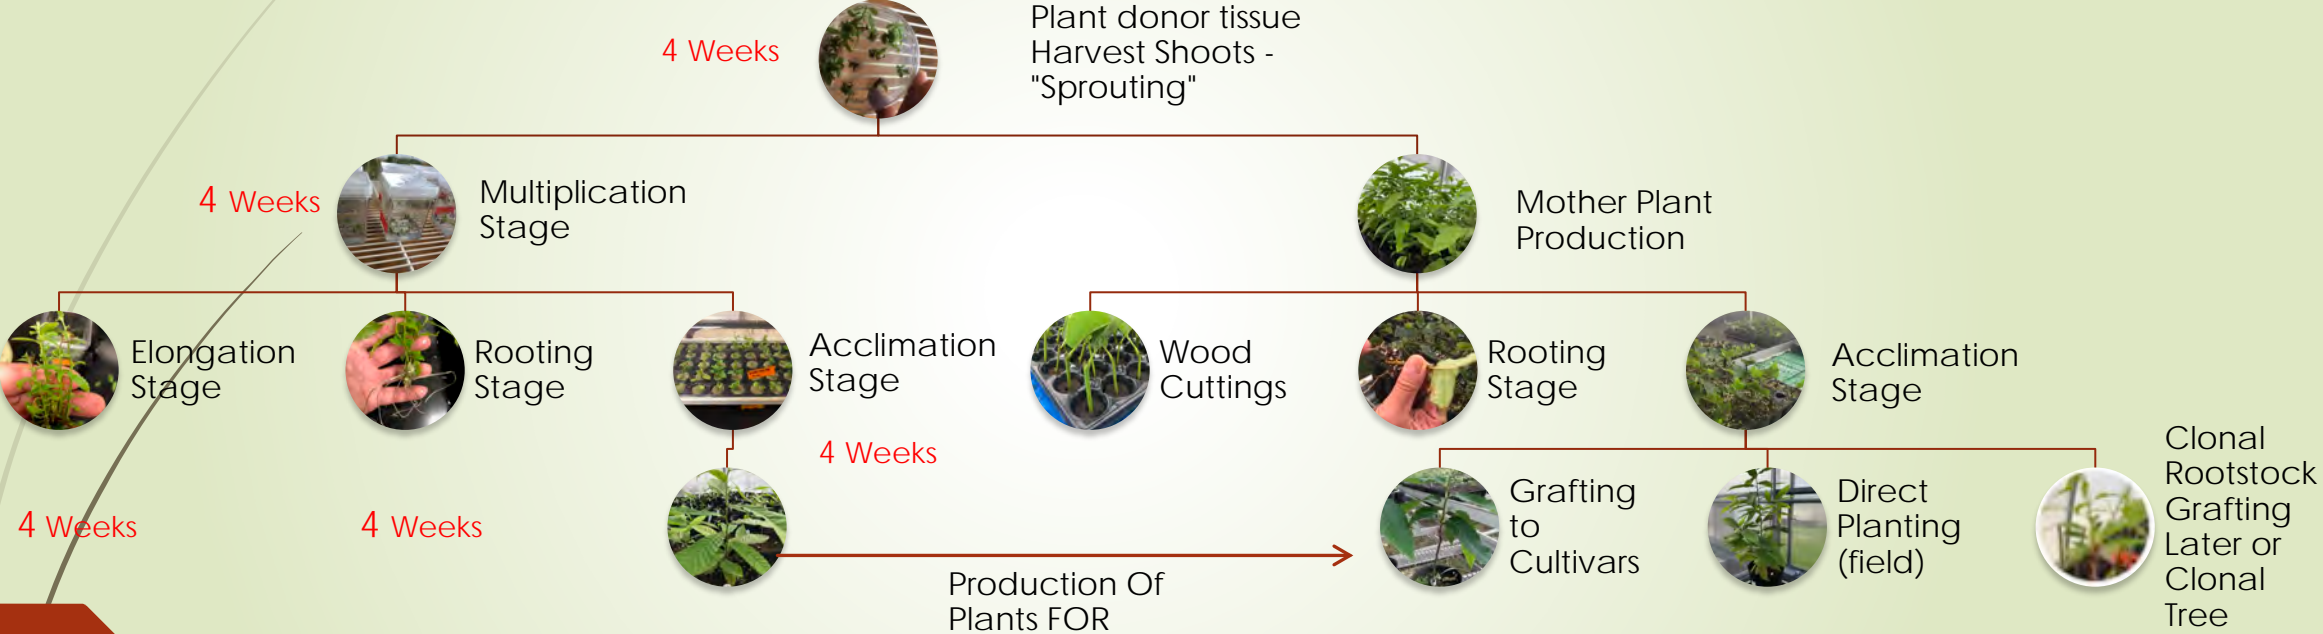 Plant donor tissue
Harvest Shoots -
"Sprouting"
4 Weeks
4 Weeks
Multiplication
Stage
Mother Plant
Production
Elongation
Stage
Rooting
Stage
Acclimation
Stage
Wood
Cuttings
Rooting
Stage
Acclimation
Stage
4 Weeks
4 Weeks
4 Weeks
Grafting
to
Cultivars
Direct
Planting
(field)
Clonal
Rootstock
Grafting
Later or
Clonal
Tree
Production Of
Plants FOR